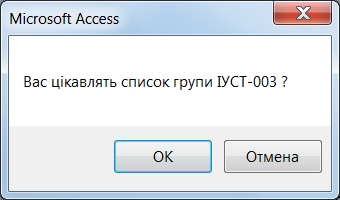 Microsoft Access
Вас цікавлять список групи ІУСТ-003 ?
OK
Отмена